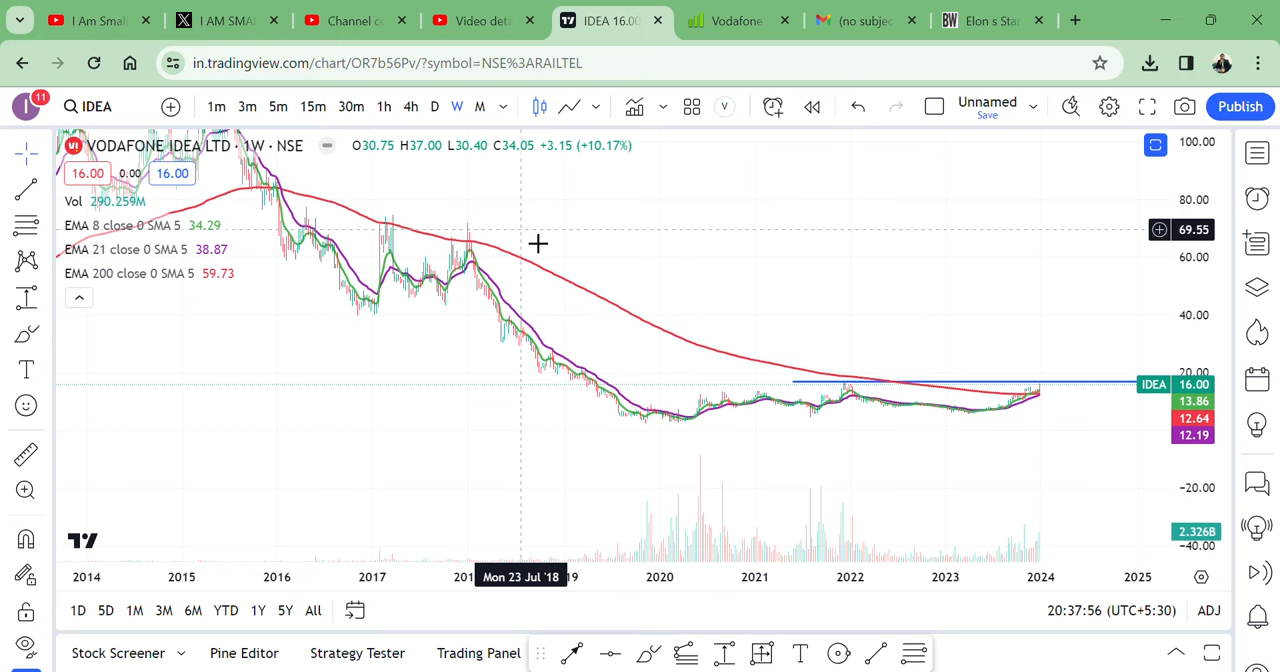 I Am Small
I AM SMA
Channel co
Video deta
IDEA 16.00
Vodafone
(no subjec
Elon s Star
in.tradingview.com/chart/OR7b56Pv/?symbol=NSE%3ARAILTEL
11
IDEA
1m 3m 5m 15m 30m 1h 4h D W M
Unnamed
Save
Publish
VODAFONE IDEA LTD · 1W · NSE
O30.75 H37.00 L30.40 C34.05 +3.15 (+10.17%)
16.00 0.00 16.00
Vol 290.259M
EMA 8 close 0 SMA 5 34.29
EMA 21 close 0 SMA 5 38.87
EMA 200 close 0 SMA 5 59.73
100.00
80.00
69.55
60.00
40.00
20.00
IDEA 16.00
13.86
12.64
12.19
−20.00
2.326B
−40.00
2014 2015 2016 2017 201 Mon 23 Jul '18 19 2020 2021 2022 2023 2024 2025
1D 5D 1M 3M 6M YTD 1Y 5Y All
20:37:56 (UTC+5:30) ADJ
Stock Screener Pine Editor Strategy Tester Trading Panel